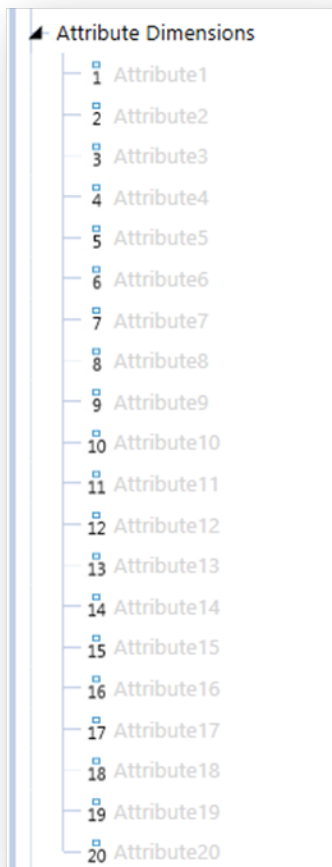 Attribute Dimensions
1 Attribute1
2 Attribute2
3 Attribute3
4 Attribute4
5 Attribute5
6 Attribute6
7 Attribute7
8 Attribute8
9 Attribute9
10 Attribute10
11 Attribute11
12 Attribute12
13 Attribute13
14 Attribute14
15 Attribute15
16 Attribute16
17 Attribute17
18 Attribute18
19 Attribute19
20 Attribute20